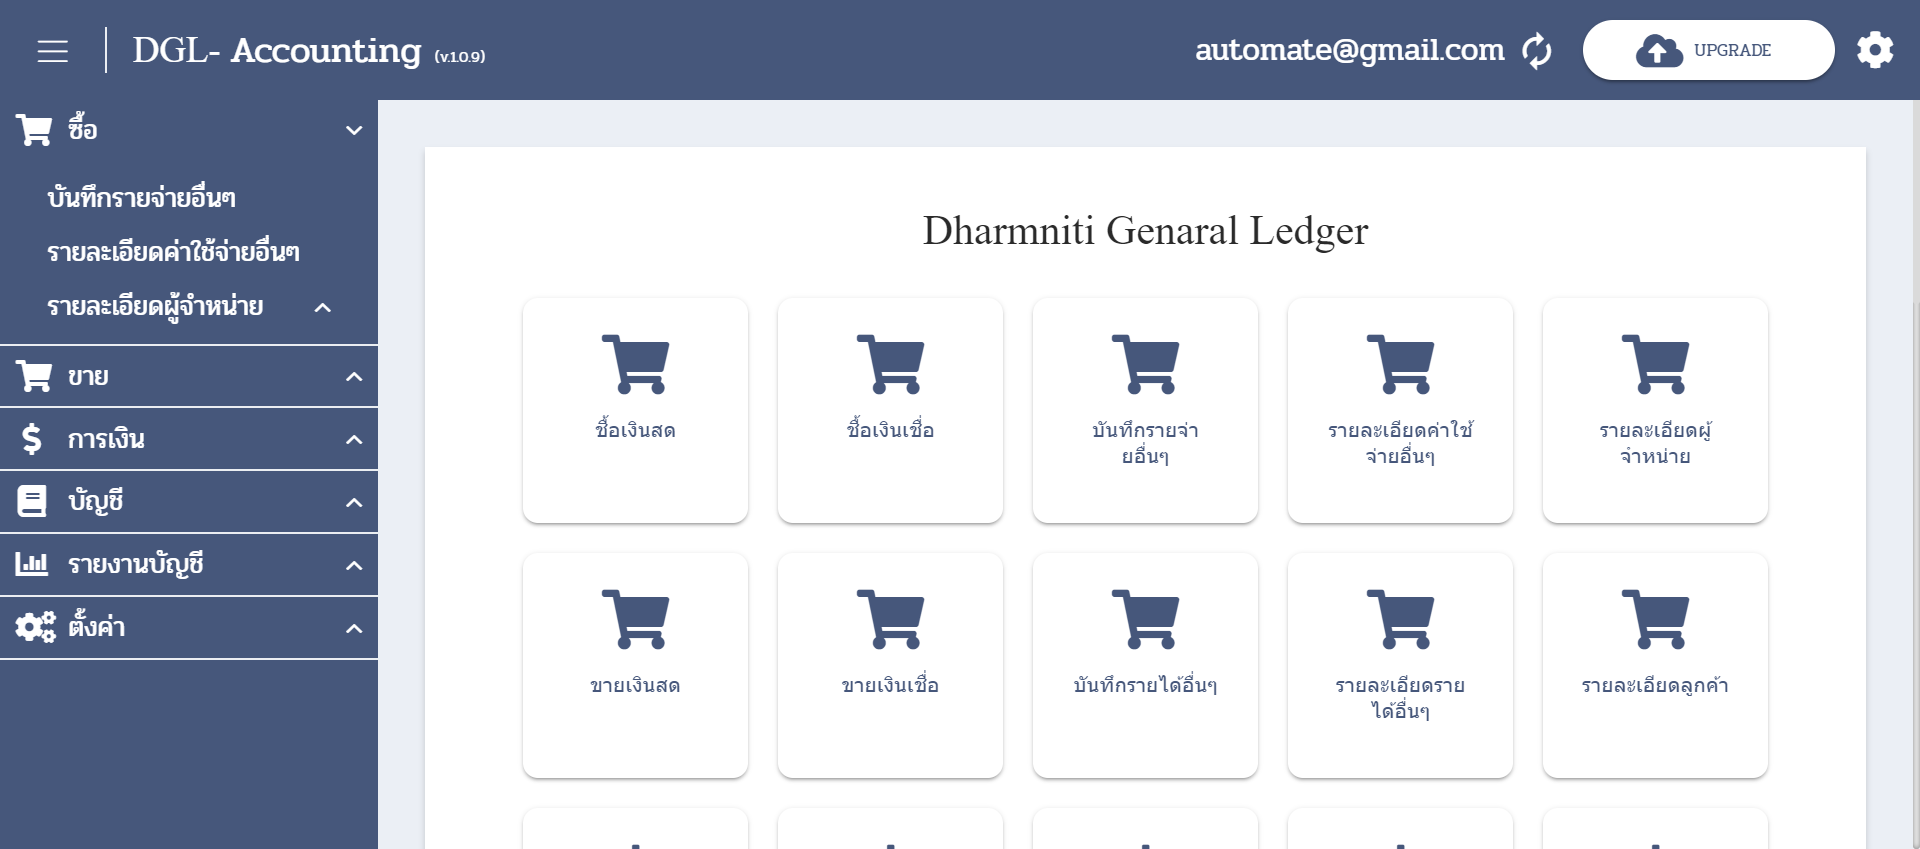 DGL- Accounting (v.1.0.9)
automate@gmail.com
UPGRADE
ซื้อ
บันทึกรายจ่ายอื่นๆ
รายละเอียดค่าใช้จ่ายอื่นๆ
รายละเอียดผู้จำหน่าย
ขาย
การเงิน
บัญชี
รายงานบัญชี
ตั้งค่า
Dharmniti Genaral Ledger
ซื้อเงินสด
ซื้อเงินเชื่อ
บันทึกรายจ่า
ยอื่นๆ
รายละเอียดค่าใช้
จ่ายอื่นๆ
รายละเอียดผู้
จำหน่าย
ขายเงินสด
ขายเงินเชื่อ
บันทึกรายได้อื่นๆ
รายละเอียดราย
ได้อื่นๆ
รายละเอียดลูกค้า